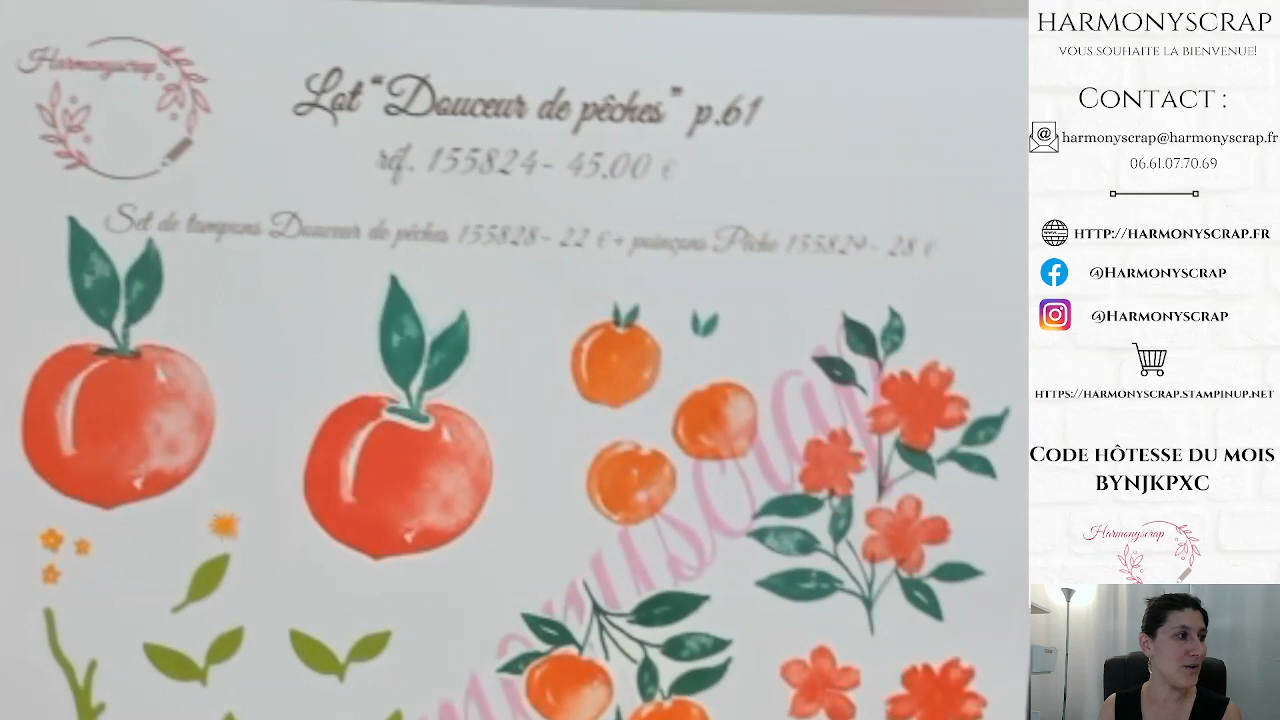 Harmonyscrap
Lot “Douceur de pêches” p.61
réf. 155824- 45,00 €
Set de tampons Douceur de pêches 155828- 22 € + poinçons Pêche 155829- 28 €
HARMONYSCRAP
VOUS SOUHAITE LA BIENVENUE!
CONTACT :
harmonyscrap@harmonyscrap.fr
06.61.07.70.69
HTTP://HARMONYSCRAP.FR
@HARMONYSCRAP
@HARMONYSCRAP
HTTPS://HARMONYSCRAP.STAMPINUP.NET
CODE HÔTESSE DU MOIS
BYNJKPXC
Harmonyscrap